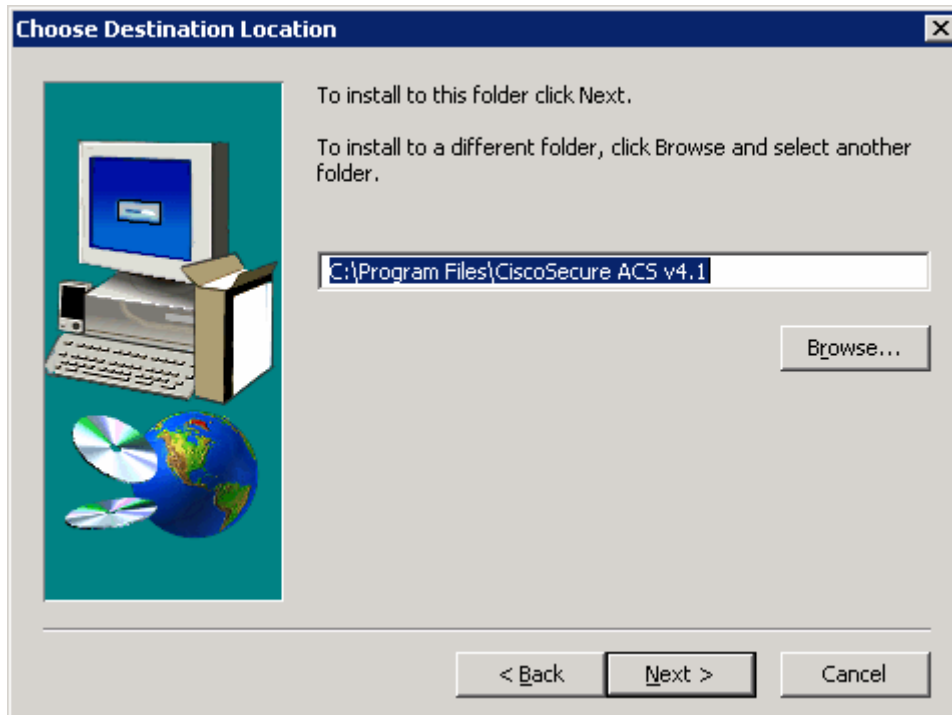 Choose Destination Location
To install to this folder click Next.
To install to a different folder, click Browse and select another
folder.
C:\Program Files\CiscoSecure ACS v4.1
Browse...
< Back
Next >
Cancel